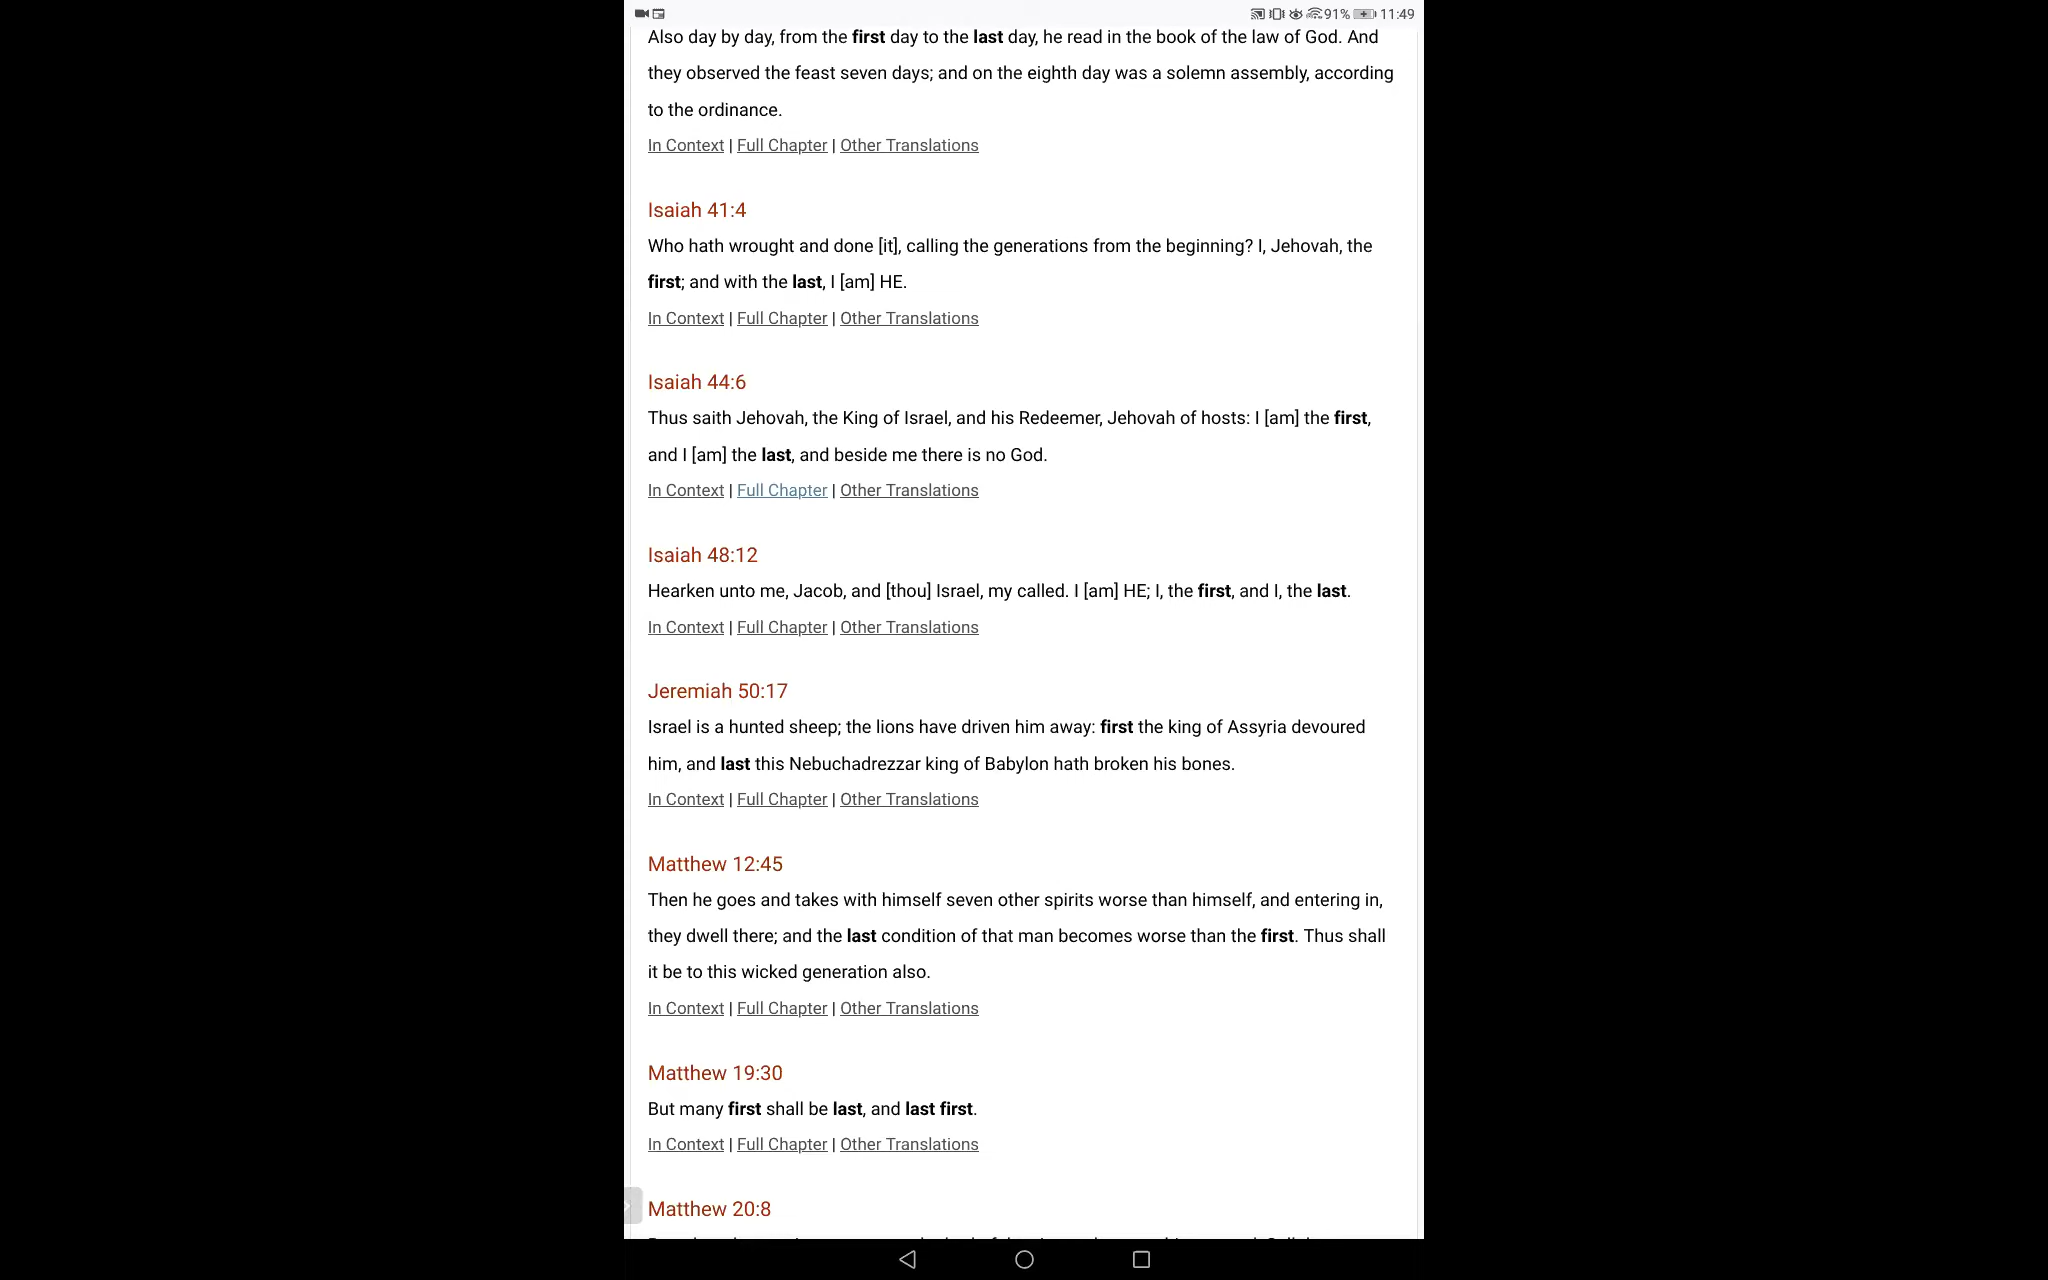 91% 11:49
Also day by day, from the first day to the last day, he read in the book of the law of God. And
they observed the feast seven days; and on the eighth day was a solemn assembly, according
to the ordinance.
In Context | Full Chapter | Other Translations
Isaiah 41:4
Who hath wrought and done [it], calling the generations from the beginning? I, Jehovah, the
first; and with the last, I [am] HE.
In Context | Full Chapter | Other Translations
Isaiah 44:6
Thus saith Jehovah, the King of Israel, and his Redeemer, Jehovah of hosts: I [am] the first,
and I [am] the last, and beside me there is no God.
In Context | Full Chapter | Other Translations
Isaiah 48:12
Hearken unto me, Jacob, and [thou] Israel, my called. I [am] HE; I, the first, and I, the last.
In Context | Full Chapter | Other Translations
Jeremiah 50:17
Israel is a hunted sheep; the lions have driven him away: first the king of Assyria devoured
him, and last this Nebuchadrezzar king of Babylon hath broken his bones.
In Context | Full Chapter | Other Translations
Matthew 12:45
Then he goes and takes with himself seven other spirits worse than himself, and entering in,
they dwell there; and the last condition of that man becomes worse than the first. Thus shall
it be to this wicked generation also.
In Context | Full Chapter | Other Translations
Matthew 19:30
But many first shall be last, and last first.
In Context | Full Chapter | Other Translations
Matthew 20:8